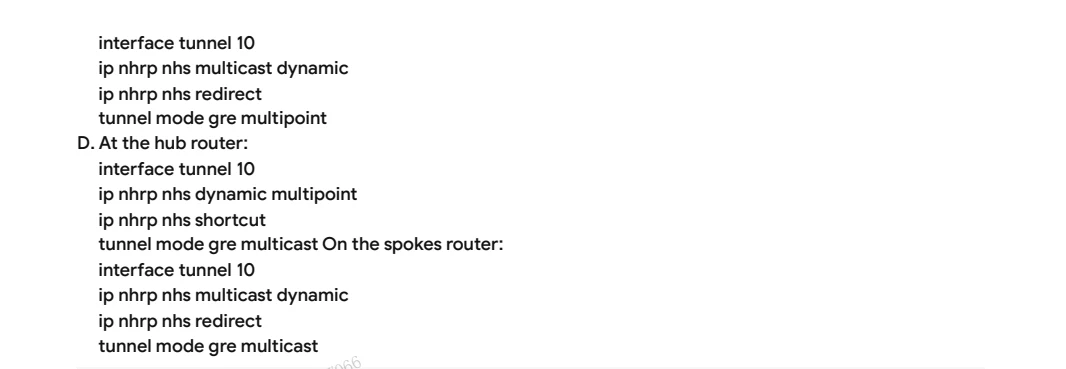 interface tunnel 10
ip nhrp nhs multicast dynamic
ip nhrp nhs redirect
tunnel mode gre multipoint
D. At the hub router:
interface tunnel 10
ip nhrp nhs dynamic multipoint
ip nhrp nhs shortcut
tunnel mode gre multicast On the spokes router:
interface tunnel 10
ip nhrp nhs multicast dynamic
ip nhrp nhs redirect
tunnel mode gre multicast